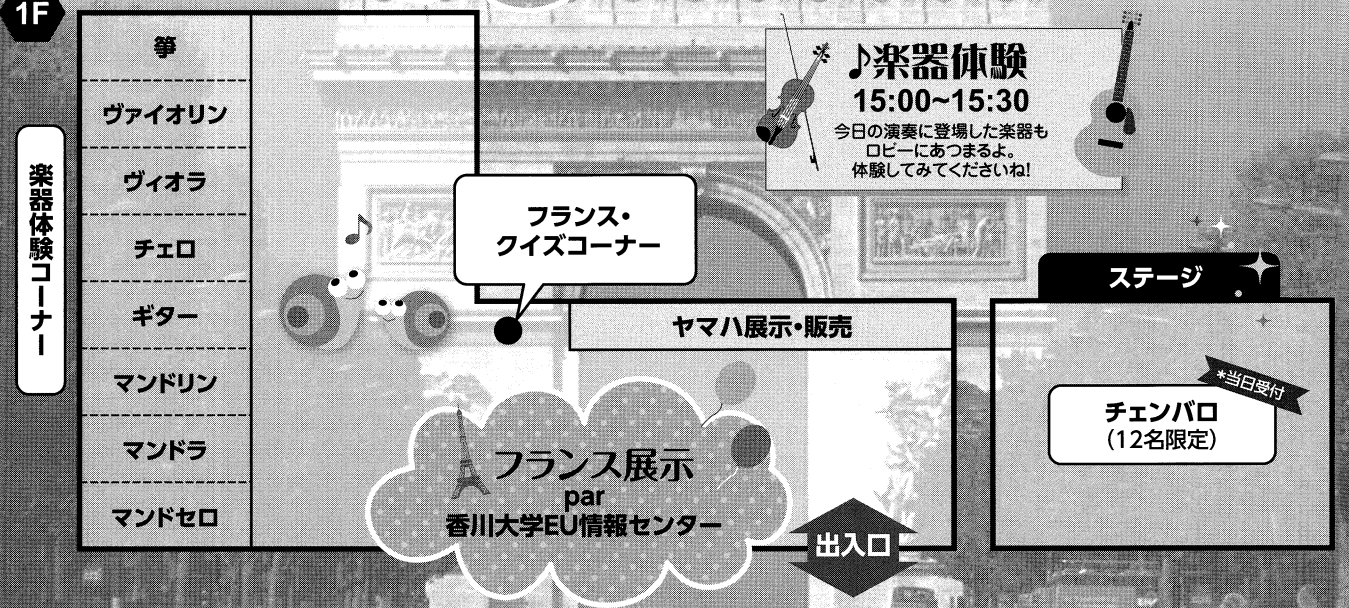 1F
楽器体験コーナー
箏
ヴァイオリン
ヴィオラ
チェロ
ギター
マンドリン
マンドラ
マンドセロ
フランス・
クイズコーナー
ヤマハ展示・販売
フランス展示
par
香川大学EU情報センター
出入口
♪楽器体験
15:00~15:30
今日の演奏に登場した楽器も
ロビーにあつまるよ。
体験してみてくださいね!
ステージ
*当日受付
チェンバロ
(12名限定)